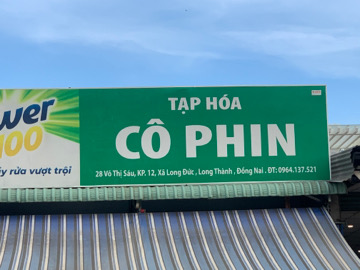 wer
100
ẩy rửa vượt trội
TẠP HÓA
CÔ PHIN
28 Võ Thị Sáu, KP. 12, Xã Long Đức , Long Thành , Đồng Nai . ĐT: 0964.137.521